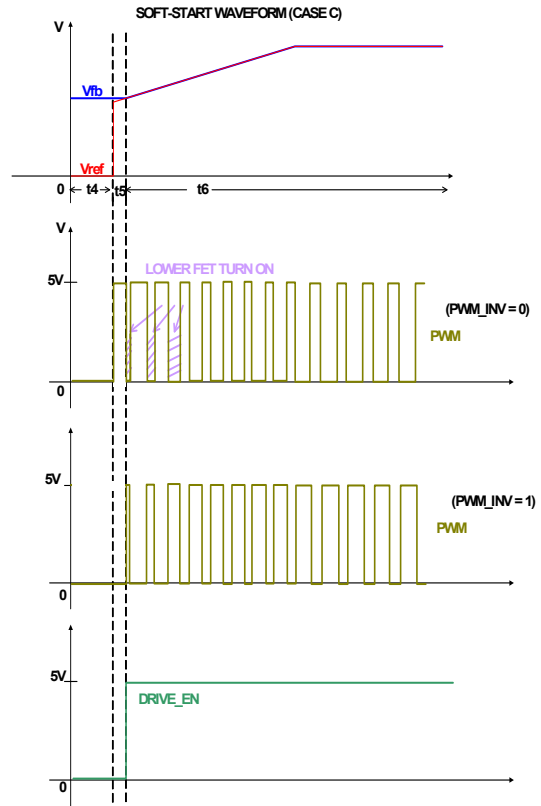 SOFT-START WAVEFORM (CASE C)
V
Vfb
Vref
0 t4 t5 t6
V
LOWER FET TURN ON
5V
(PWM_INV = 0)
PWM
0
5V
(PWM_INV = 1)
PWM
0
5V
DRIVE_EN
0